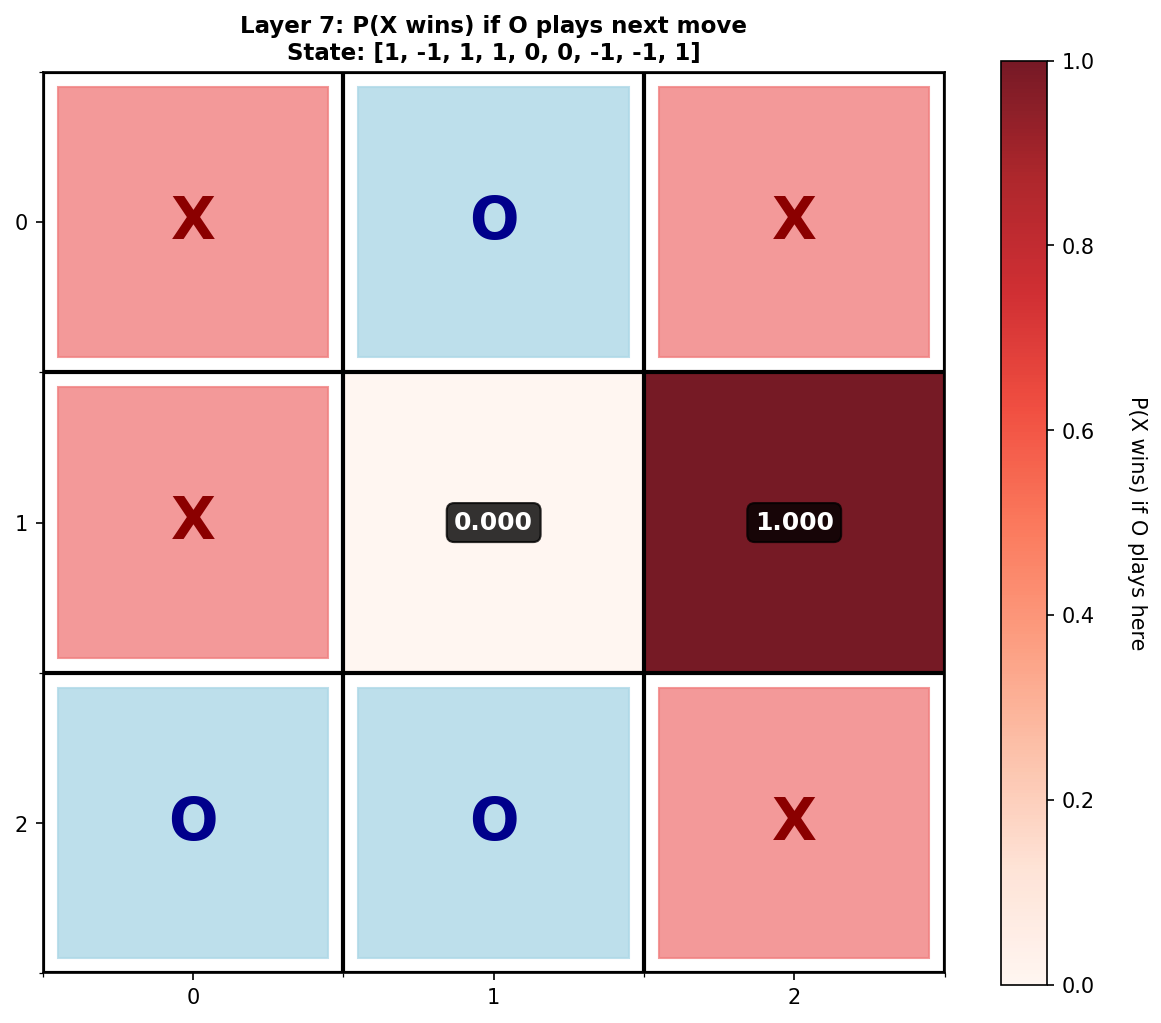 Layer 7: P(X wins) if O plays next move
State: [1, -1, 1, 1, 0, 0, -1, -1, 1]
0
X
O
X
1
X
0.000
1.000
2
O
O
X
0
1
2
1.0
0.8
0.6
0.4
0.2
0.0
P(X wins) if O plays here